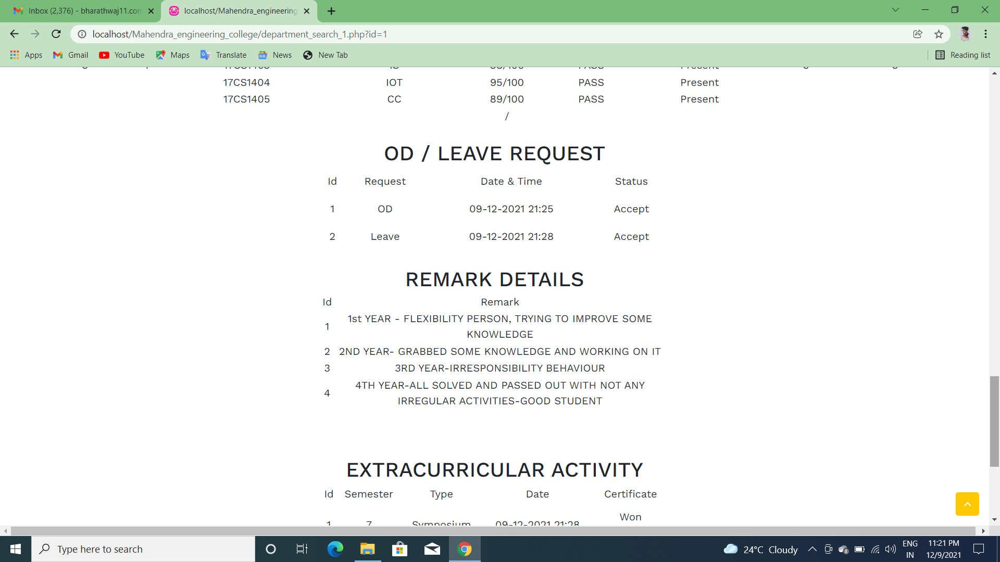 Inbox (2,376) - bharathwaj11.com
localhost/Mahendra_engineering
localhost/Mahendra_engineering_college/department_search_1.php?id=1
Apps Gmail YouTube Maps Translate News New Tab Reading list
17CS1404 IOT 95/100 PASS Present
17CS1405 CC 89/100 PASS Present
/
OD / LEAVE REQUEST
Id Request Date & Time Status
1 OD 09-12-2021 21:25 Accept
2 Leave 09-12-2021 21:28 Accept
REMARK DETAILS
Id Remark
1 1st YEAR - FLEXIBILITY PERSON, TRYING TO IMPROVE SOME
KNOWLEDGE
2 2ND YEAR- GRABBED SOME KNOWLEDGE AND WORKING ON IT
3 3RD YEAR-IRRESPONSIBILITY BEHAVIOUR
4 4TH YEAR-ALL SOLVED AND PASSED OUT WITH NOT ANY
IRREGULAR ACTIVITIES-GOOD STUDENT
EXTRACURRICULAR ACTIVITY
Id Semester Type Date Certificate
Won
1 7 Symposium 09-12-2021 21:28
Type here to search
24°C Cloudy
ENG
IN
11:21 PM
12/9/2021